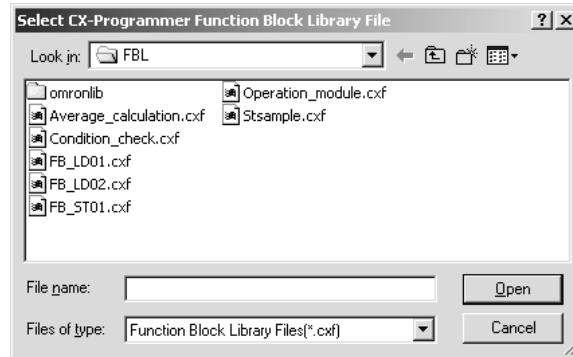 Select CX-Programmer Function Block Library File
Look in: FBL
omronlib
Average_calculation.cxf
Condition_check.cxf
FB_LD01.cxf
FB_LD02.cxf
FB_ST01.cxf
Operation_module.cxf
Stsample.cxf
File name:
Open
Files of type: Function Block Library Files(*.cxf)
Cancel